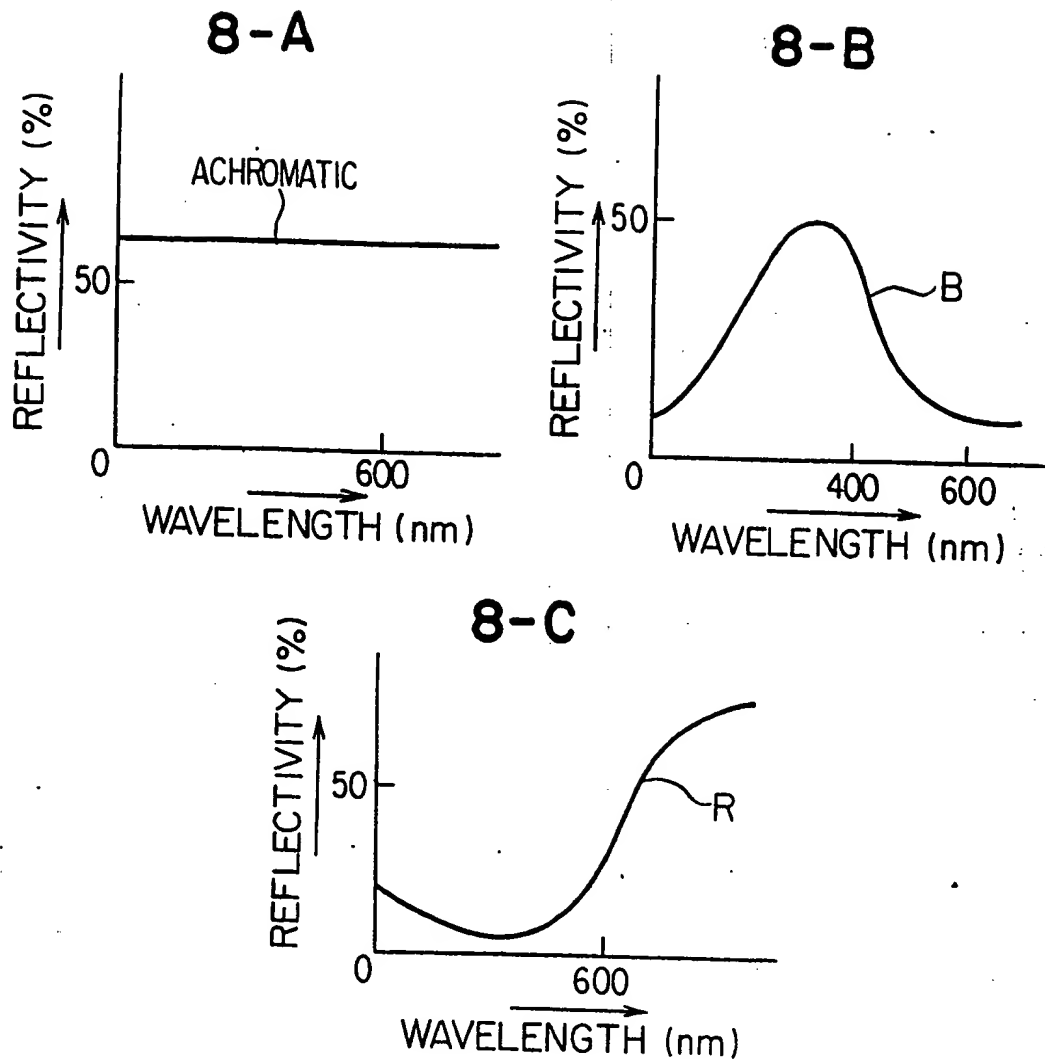 8-A
REFLECTIVITY (%)
ACHROMATIC
50
0
600
WAVELENGTH (nm)
8-B
REFLECTIVITY (%)
50
B
0
400
600
WAVELENGTH (nm)
8-C
REFLECTIVITY (%)
50
R
0
600
WAVELENGTH (nm)